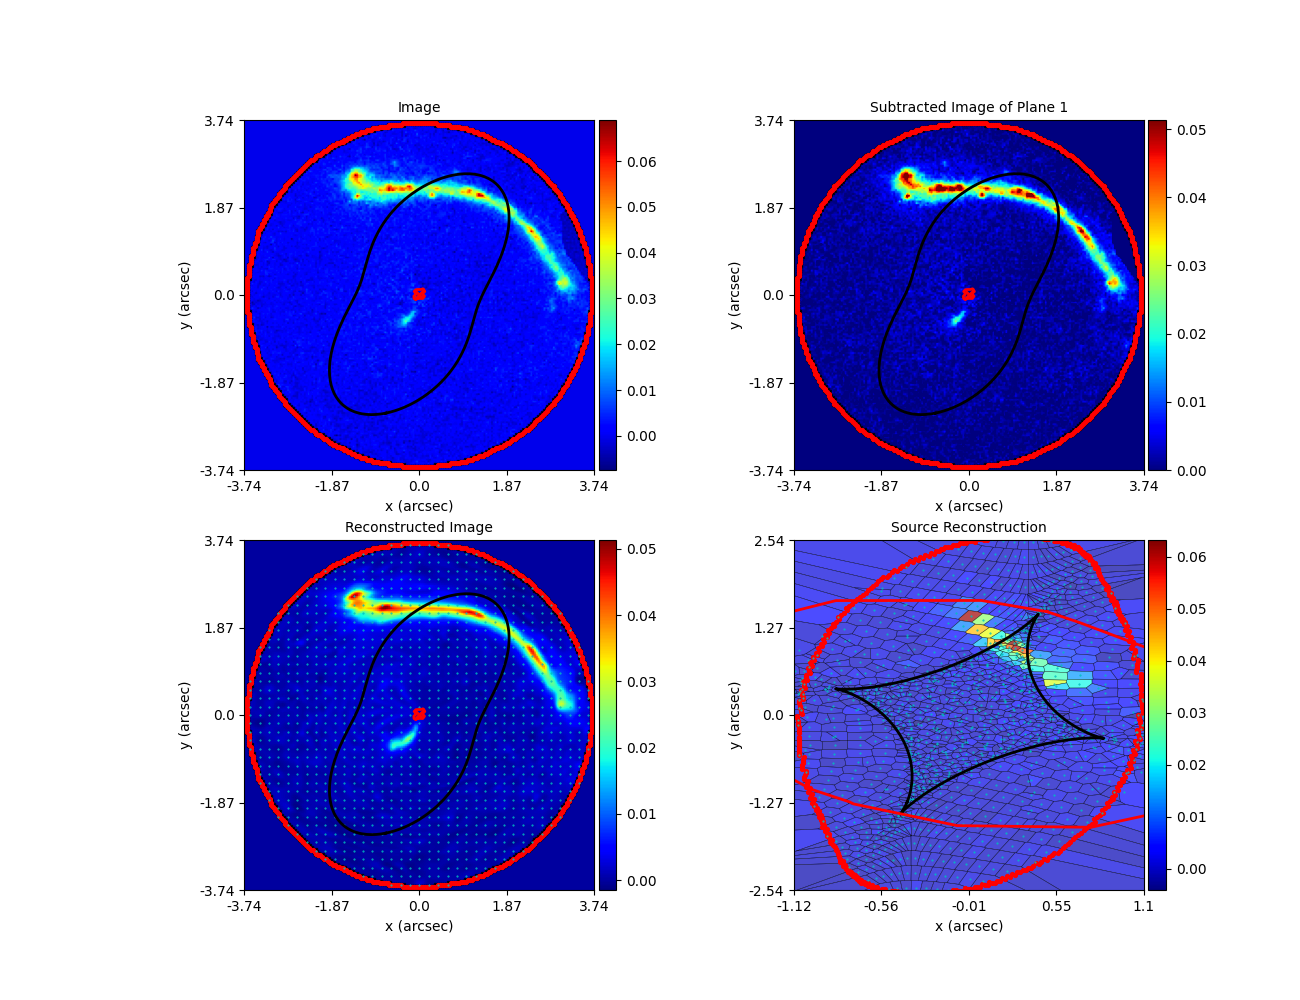 Image
3.74
1.87
0.0
-1.87
-3.74
y (arcsec)
-3.74 -1.87 0.0 1.87 3.74
x (arcsec)
0.06
0.05
0.04
0.03
0.02
0.01
0.00
Subtracted Image of Plane 1
3.74
1.87
0.0
-1.87
-3.74
y (arcsec)
-3.74 -1.87 0.0 1.87 3.74
x (arcsec)
0.05
0.04
0.03
0.02
0.01
0.00
Reconstructed Image
3.74
1.87
0.0
-1.87
-3.74
y (arcsec)
-3.74 -1.87 0.0 1.87 3.74
x (arcsec)
0.05
0.04
0.03
0.02
0.01
0.00
Source Reconstruction
2.54
1.27
0.0
-1.27
-2.54
y (arcsec)
-1.12 -0.56 -0.01 0.55 1.1
x (arcsec)
0.06
0.05
0.04
0.03
0.02
0.01
0.00